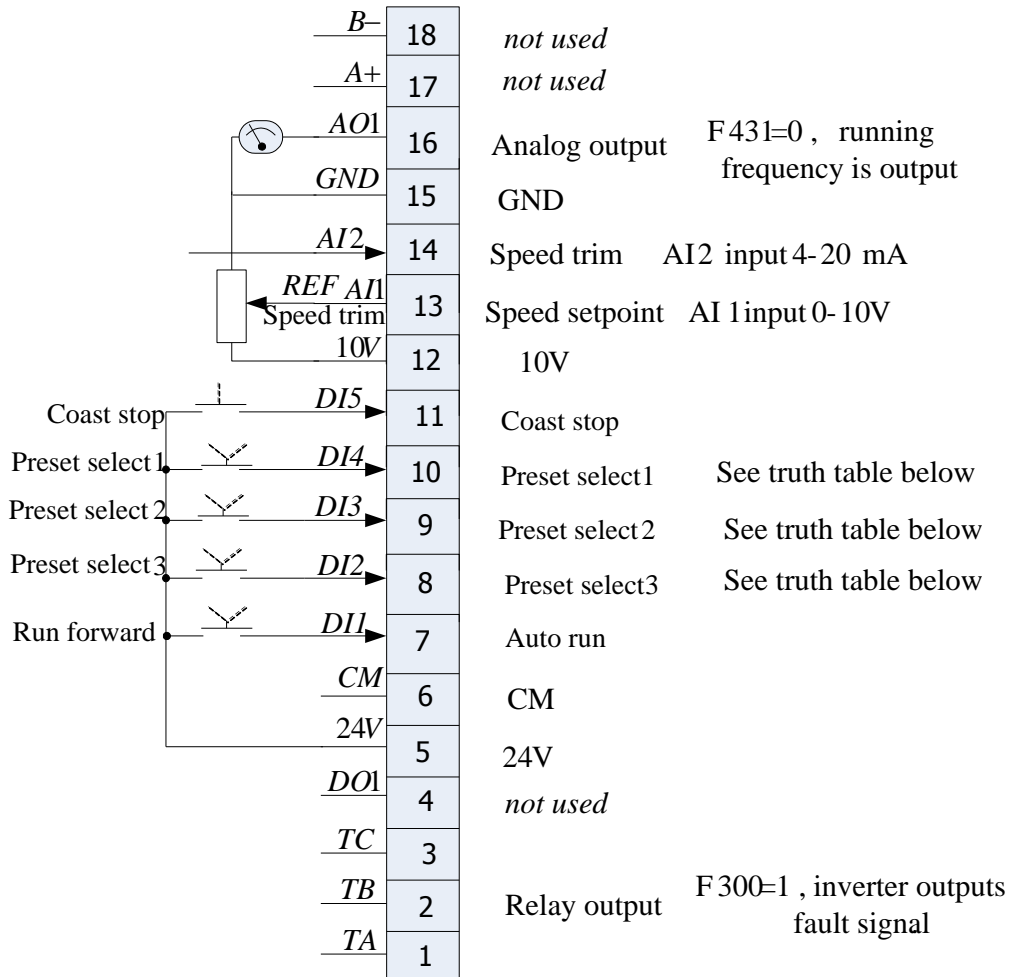 B− 18 not used
A+ 17 not used
AO1 16 Analog output F431=0 , running
frequency is output
GND 15 GND
AI2 14 Speed trim AI2 input 4-20 mA
REF AI1 13 Speed setpoint AI 1input 0-10V
Speed trim
10V 12 10V
Coast stop DI5 11 Coast stop
Preset select1 DI4 10 Preset select1 See truth table below
Preset select 2 DI3 9 Preset select 2 See truth table below
Preset select3 DI2 8 Preset select3 See truth table below
Run forward DI1 7 Auto run
CM 6 CM
24V 5 24V
DO1 4 not used
TC 3
TB 2 Relay output F300=1 , inverter outputs
fault signal
TA 1